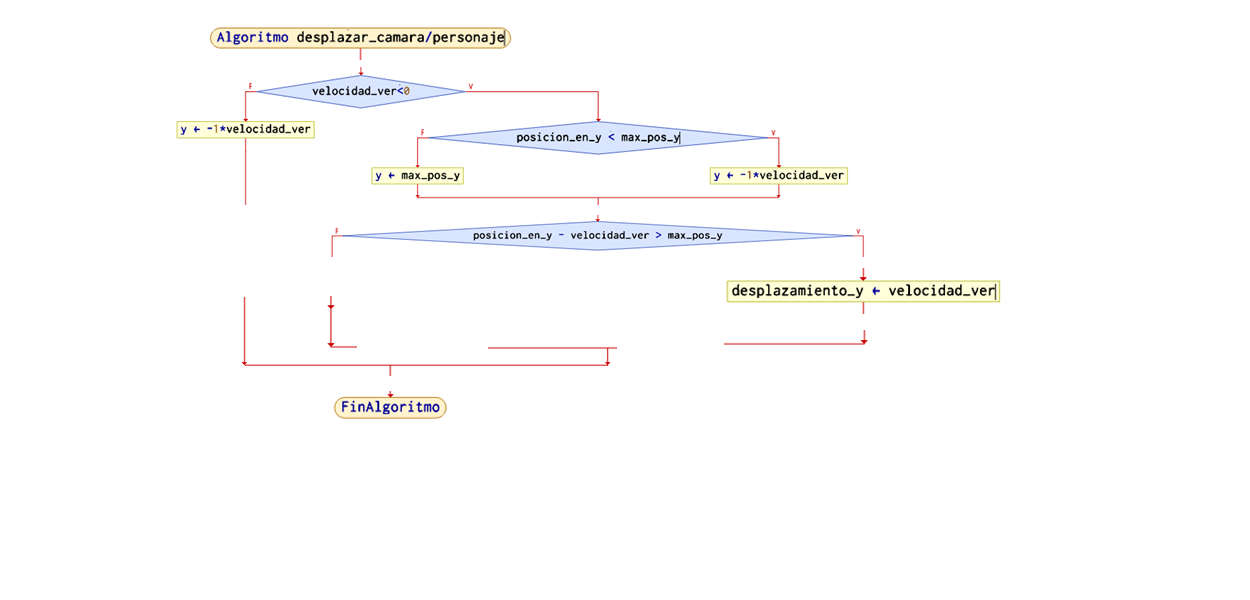 Algoritmo desplazar_camara/personaje
velocidad_ver<0
F
V
y ← -1*velocidad_ver
posicion_en_y < max_pos_y
F
V
y ← max_pos_y
y ← -1*velocidad_ver
posicion_en_y - velocidad_ver > max_pos_y
F
V
desplazamiento_y ← velocidad_ver
FinAlgoritmo